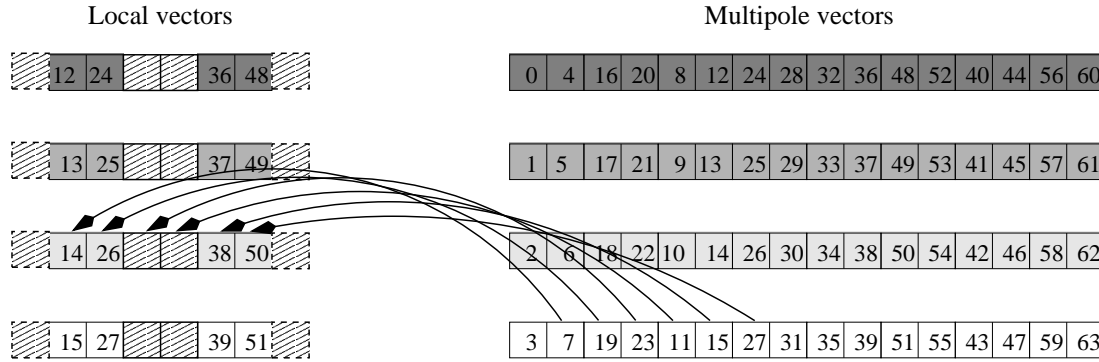 Local vectors Multipole vectors
12 24 36 48 0 4 16 20 8 12 24 28 32 36 48 52 40 44 56 60
13 25 37 49 1 5 17 21 9 13 25 29 33 37 49 53 41 45 57 61
14 26 38 50 2 6 18 22 10 14 26 30 34 38 50 54 42 46 58 62
15 27 39 51 3 7 19 23 11 15 27 31 35 39 51 55 43 47 59 63